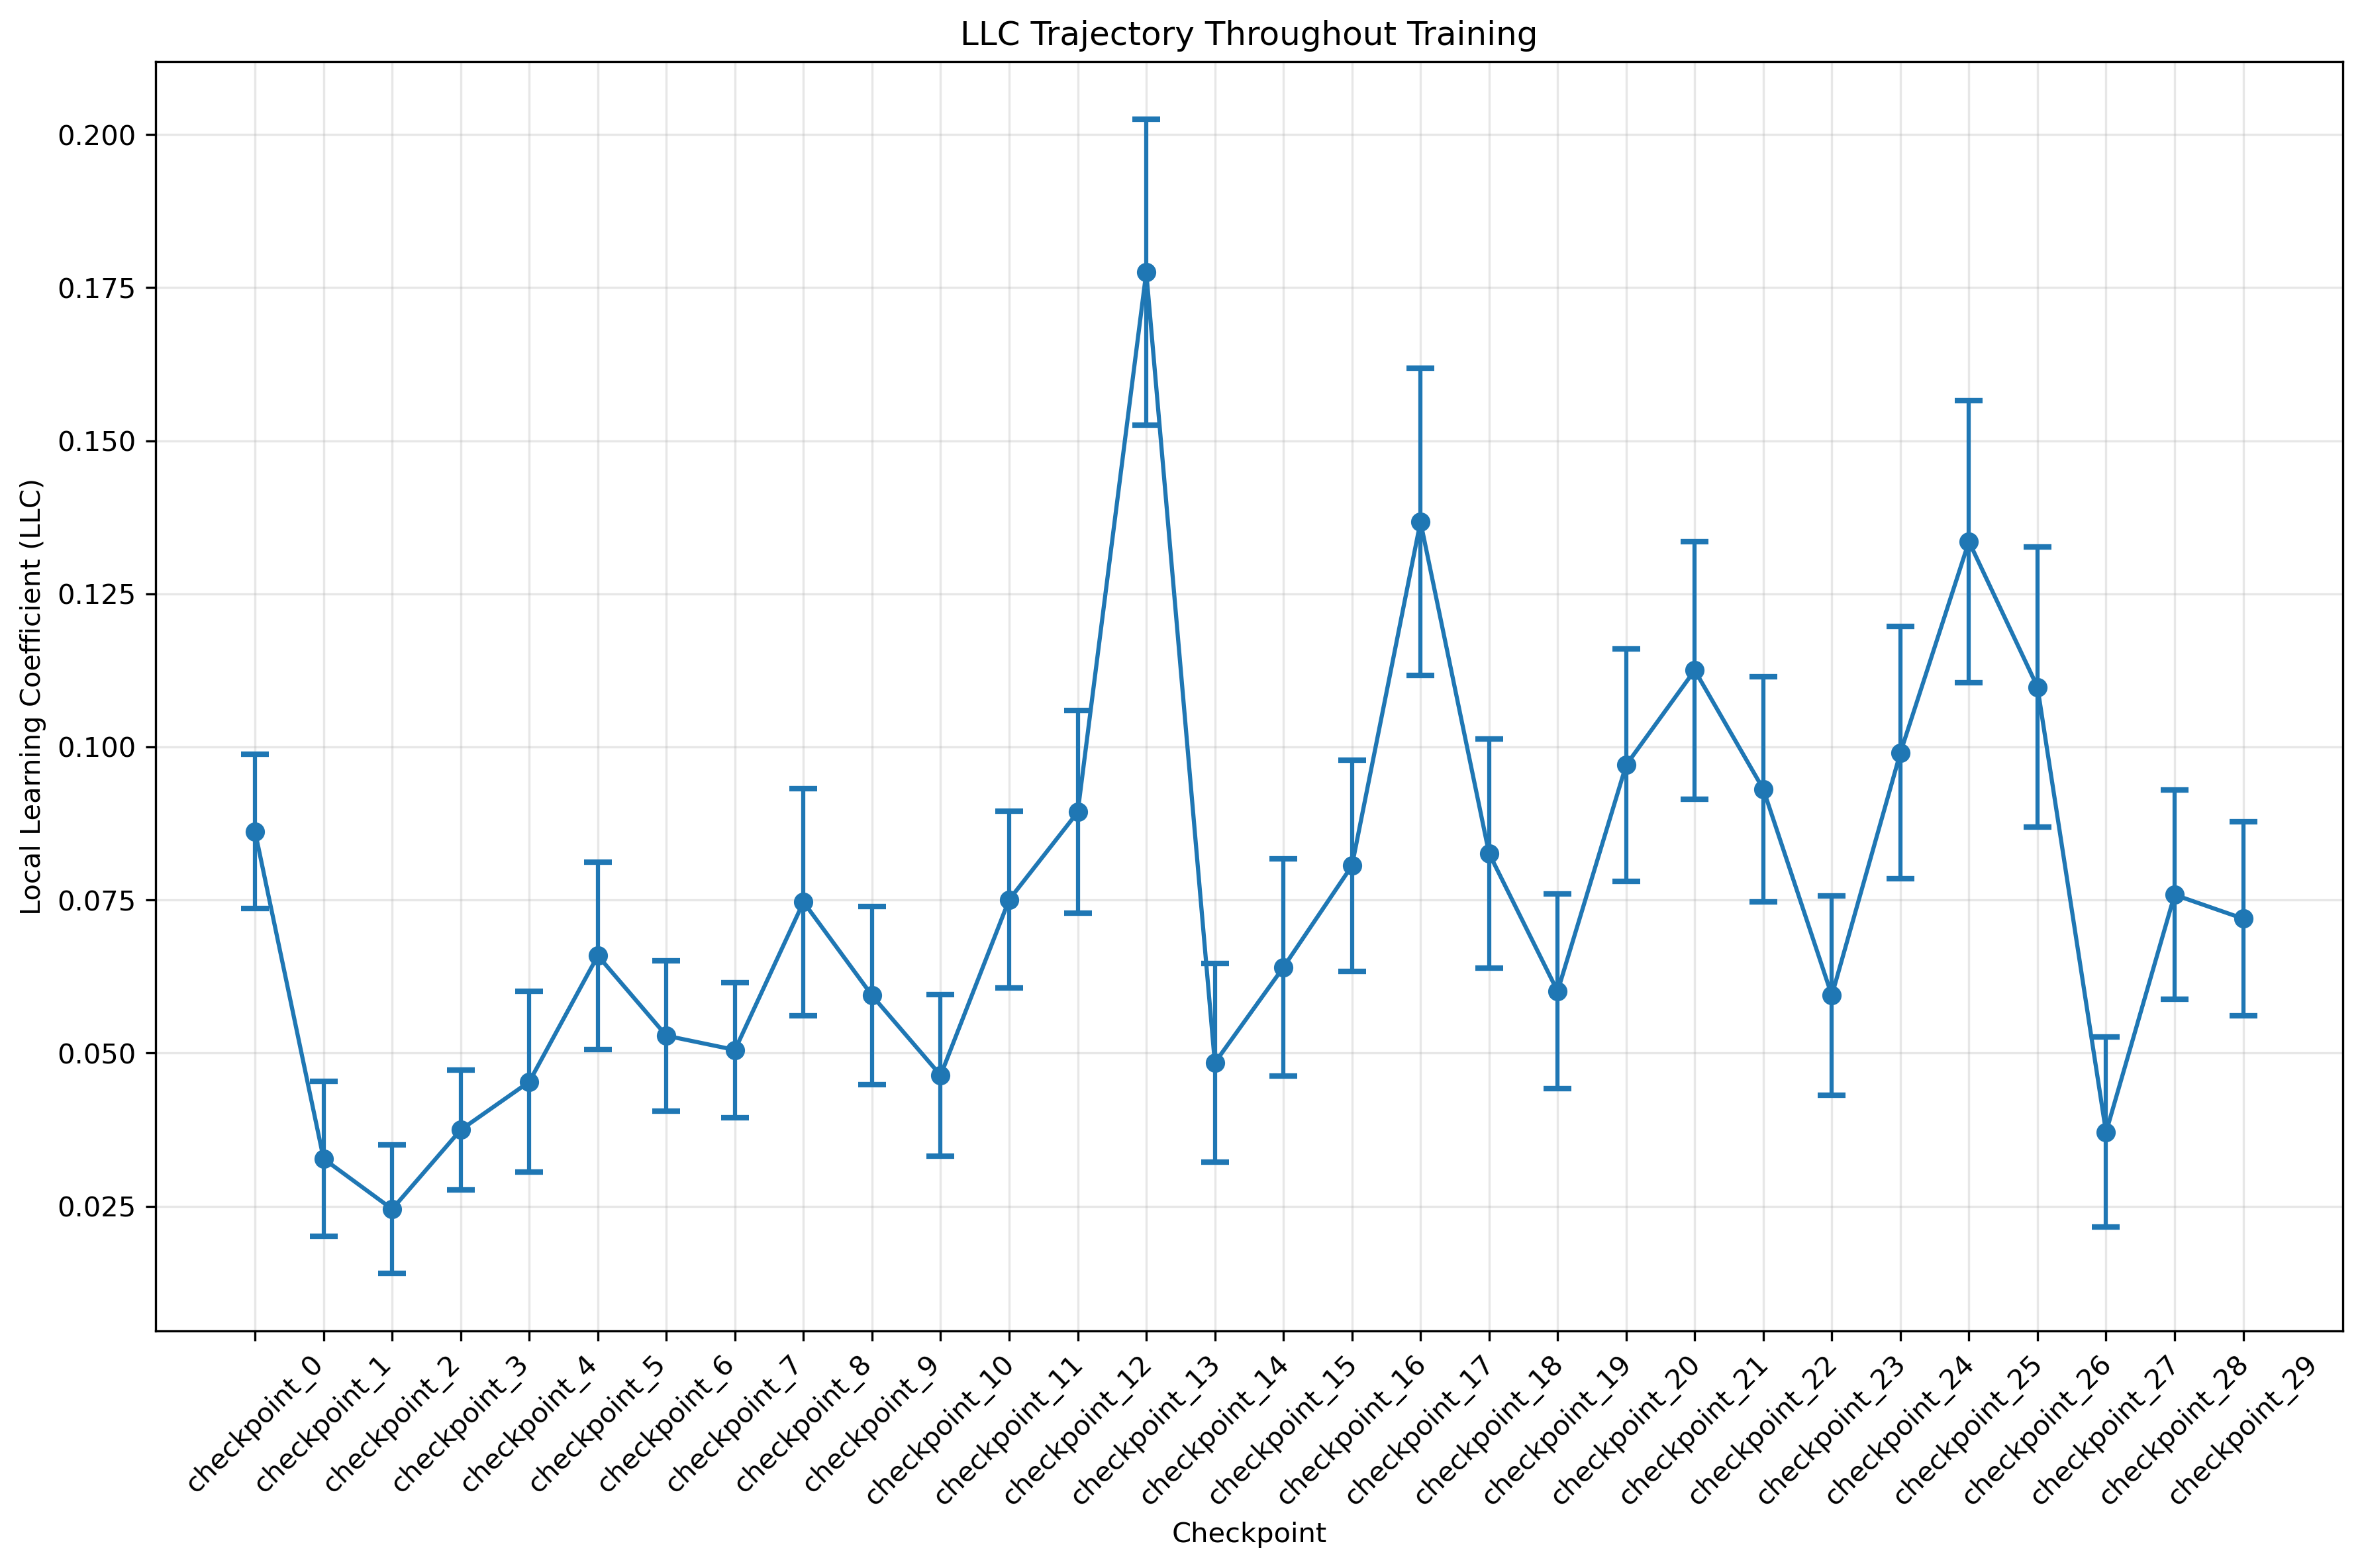 LLC Trajectory Throughout Training
Local Learning Coefficient (LLC)
0.200
0.175
0.150
0.125
0.100
0.075
0.050
0.025
checkpoint_0
checkpoint_1
checkpoint_2
checkpoint_3
checkpoint_4
checkpoint_5
checkpoint_6
checkpoint_7
checkpoint_8
checkpoint_9
checkpoint_10
checkpoint_11
checkpoint_12
checkpoint_13
checkpoint_14
checkpoint_15
checkpoint_16
checkpoint_17
checkpoint_18
checkpoint_19
checkpoint_20
checkpoint_21
checkpoint_22
checkpoint_23
checkpoint_24
checkpoint_25
checkpoint_26
checkpoint_27
checkpoint_28
checkpoint_29
Checkpoint